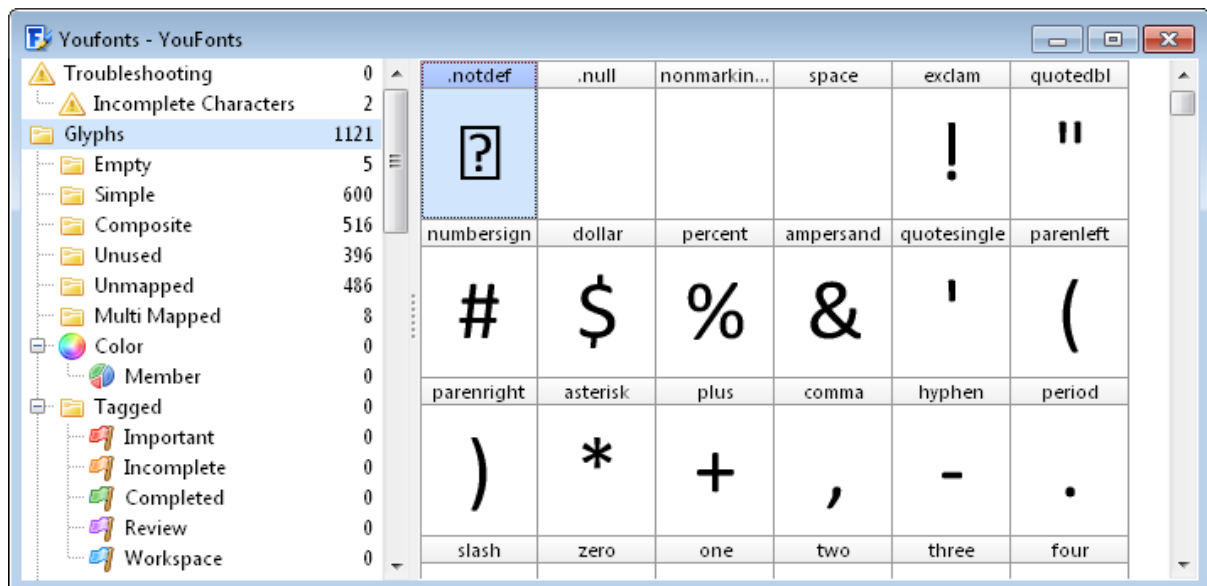 Youfonts - YouFonts
Troubleshooting 0
Incomplete Characters 2
Glyphs 1121
Empty 5
Simple 600
Composite 516
Unused 396
Unmapped 486
Multi Mapped 8
Color 0
Member 0
Tagged 0
Important 0
Incomplete 0
Completed 0
Review 0
Workspace 0
.notdef .null nonmarkin... space exclam quotedbl
? ! "
numbersign dollar percent ampersand quotesingle parenleft
# $ % & ' (
parenright asterisk plus comma hyphen period
) * + , - .
slash zero one two three four